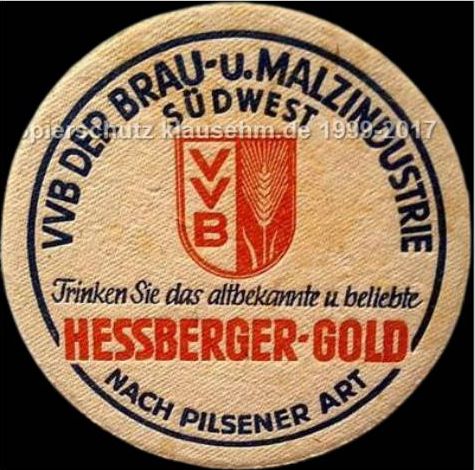 VVB DER BRAU-U. MALZINDUSTRIE
SÜDWEST
opierschutz klausehm.de 1999-2017
VVB
Trinken Sie das altbekannte u. beliebte
HESSBERGER-GOLD
NACH PILSENER ART